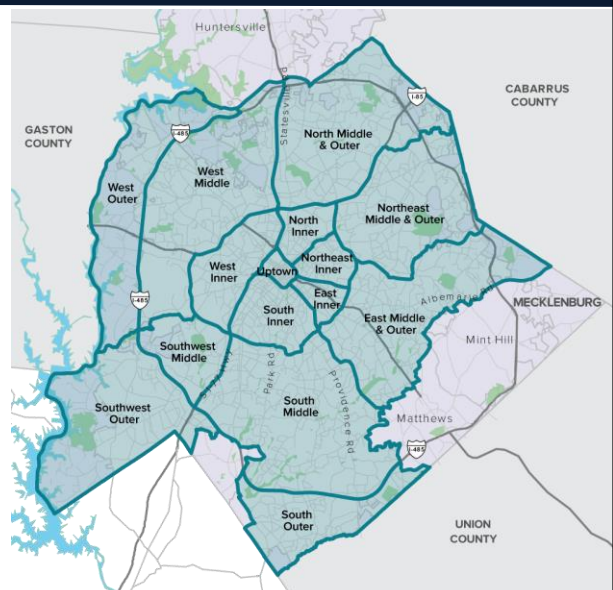 Huntersville
Statesville Rd
I-85
CABARRUS
COUNTY
GASTON
COUNTY
I-485
North Middle
& Outer
West
Middle
West
Outer
Northeast
Middle & Outer
North
Inner
Northeast
Inner
West
Inner
Uptown
East
Inner
South
Inner
Albemarle Rd
MECKLENBURG
I-485
East Middle
& Outer
Mint Hill
Southwest
Middle
Park Rd
Providence Rd
South
Middle
Southwest
Outer
Matthews
I-485
South
Outer
UNION
COUNTY